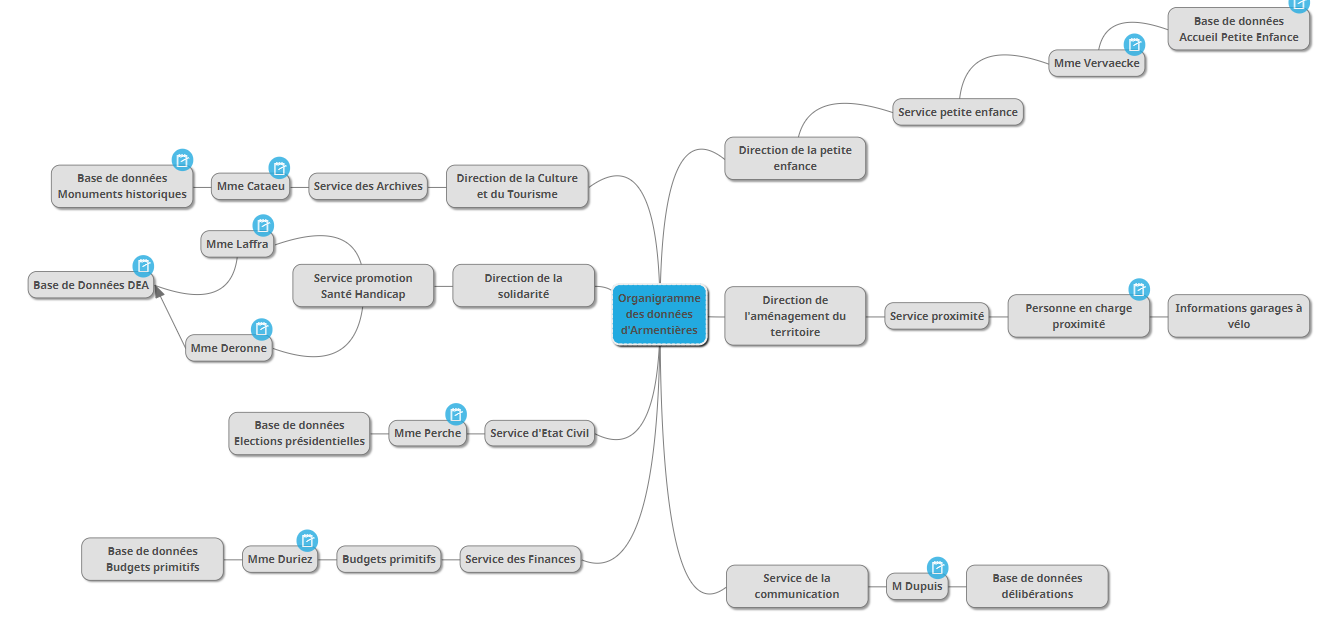 Base de données
Accueil Petite Enfance
Mme Vervaecke
Service petite enfance
Direction de la petite
enfance
Base de données
Monuments historiques
Mme Cataeu
Service des Archives
Direction de la Culture
et du Tourisme
Mme Laffra
Base de Données DEA
Service promotion
Santé Handicap
Direction de la
solidarité
Mme Deronne
Organigramme
des données
d'Armentières
Direction de
l'aménagement du
territoire
Service proximité
Personne en charge
proximité
Informations garages à
vélo
Base de données
Elections présidentielles
Mme Perche
Service d'Etat Civil
Base de données
Budgets primitifs
Mme Duriez
Budgets primitifs
Service des Finances
Service de la
communication
M Dupuis
Base de données
délibérations